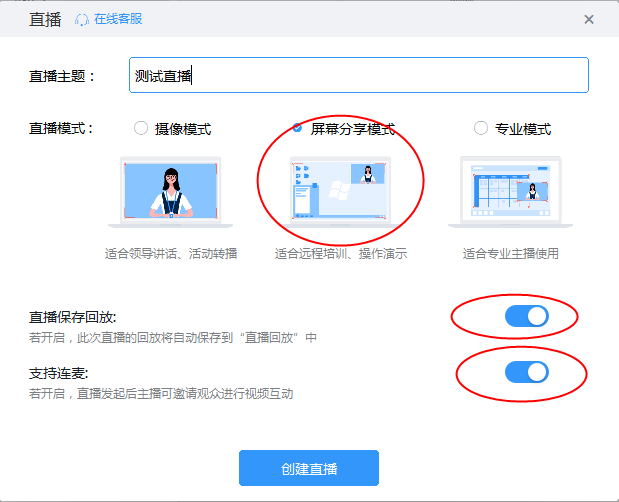 直播 在线客服
直播主题： 测试直播
直播模式： 摄像模式 屏幕分享模式 专业模式
适合领导讲话、活动转播 适合远程培训、操作演示 适合专业主播使用
直播保存回放:
若开启，此次直播的回放将自动保存到“直播回放”中
支持连麦:
若开启，直播发起后主播可邀请观众进行视频互动
创建直播